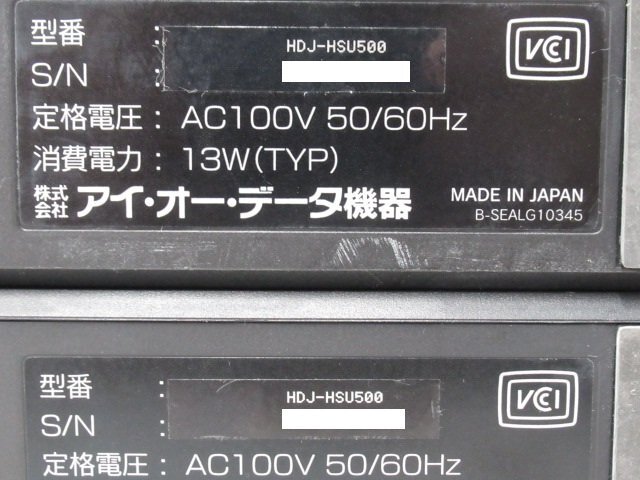 型番 : HDJ-HSU500
S/N :
定格電圧 : AC100V 50/60Hz
消費電力 : 13W(TYP)
株式会社 アイ・オー・データ機器
MADE IN JAPAN
B-SEALG10345
VCI
型番 : HDJ-HSU500
S/N :
定格電圧 : AC100V 50/60Hz
VCI